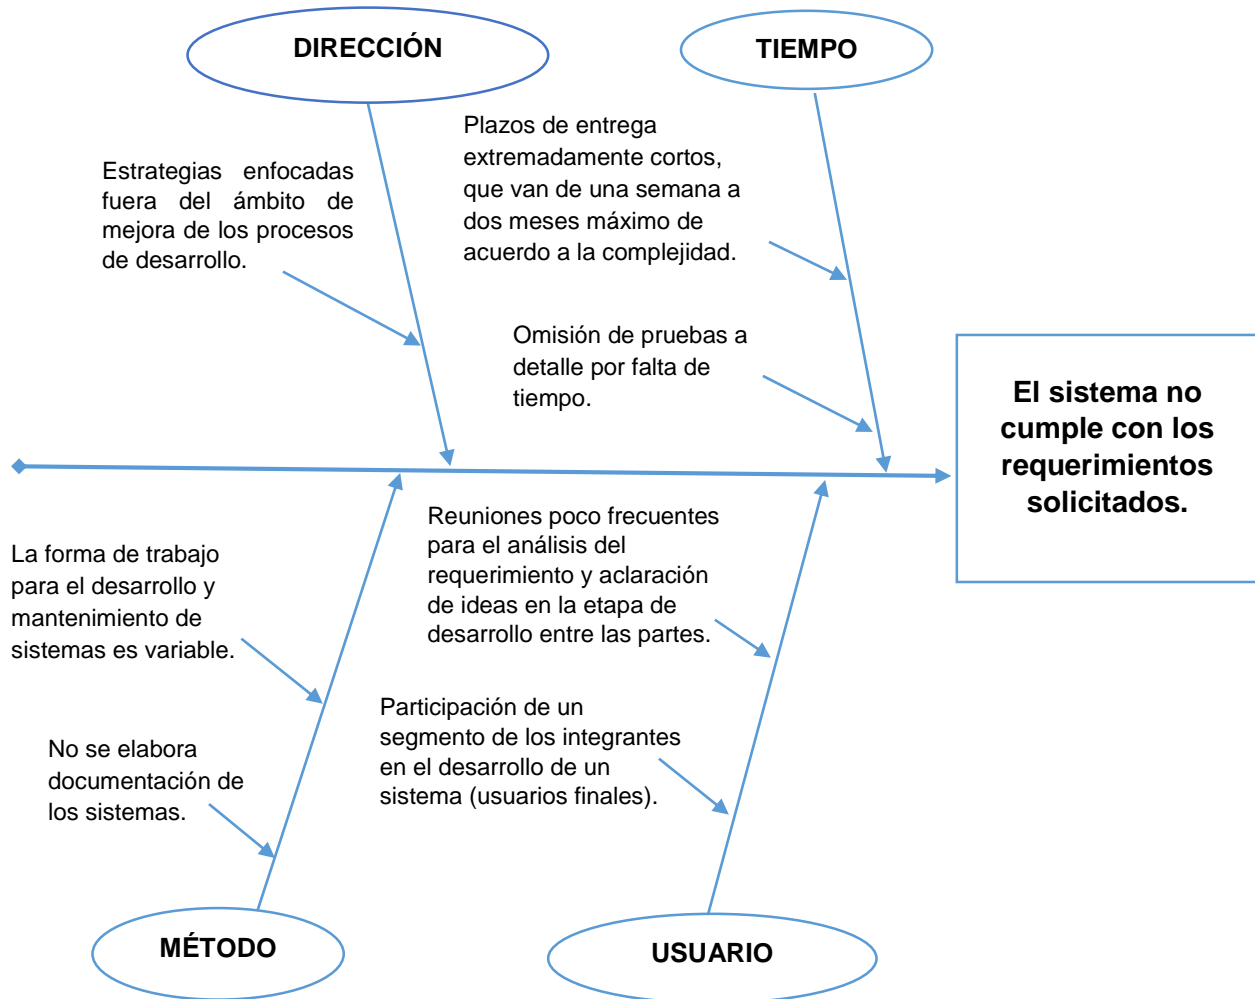 DIRECCIÓN
TIEMPO
Estrategias enfocadas
fuera del ámbito de
mejora de los procesos
de desarrollo.
Plazos de entrega
extremadamente cortos,
que van de una semana a
dos meses máximo de
acuerdo a la complejidad.
Omisión de pruebas a
detalle por falta de
tiempo.
El sistema no
cumple con los
requerimientos
solicitados.
La forma de trabajo
para el desarrollo y
mantenimiento de
sistemas es variable.
No se elabora
documentación de
los sistemas.
Reuniones poco frecuentes
para el análisis del
requerimiento y aclaración
de ideas en la etapa de
desarrollo entre las partes.
Participación de un
segmento de los integrantes
en el desarrollo de un
sistema (usuarios finales).
MÉTODO
USUARIO